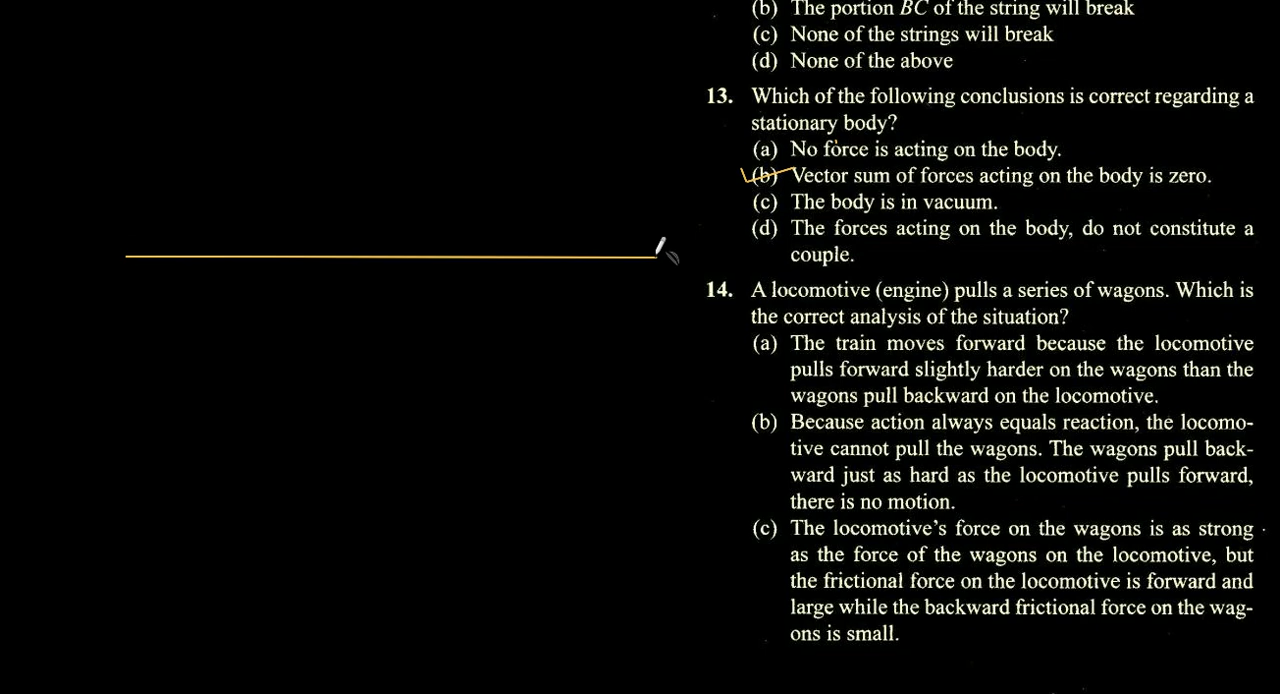 (b) The portion BC of the string will break
(c) None of the strings will break
(d) None of the above
13. Which of the following conclusions is correct regarding a
stationary body?
(a) No force is acting on the body.
(b) Vector sum of forces acting on the body is zero.
(c) The body is in vacuum.
(d) The forces acting on the body, do not constitute a
couple.
14. A locomotive (engine) pulls a series of wagons. Which is
the correct analysis of the situation?
(a) The train moves forward because the locomotive
pulls forward slightly harder on the wagons than the
wagons pull backward on the locomotive.
(b) Because action always equals reaction, the locomo-
tive cannot pull the wagons. The wagons pull back-
ward just as hard as the locomotive pulls forward,
there is no motion.
(c) The locomotive's force on the wagons is as strong
as the force of the wagons on the locomotive, but
the frictional force on the locomotive is forward and
large while the backward frictional force on the wag-
ons is small.